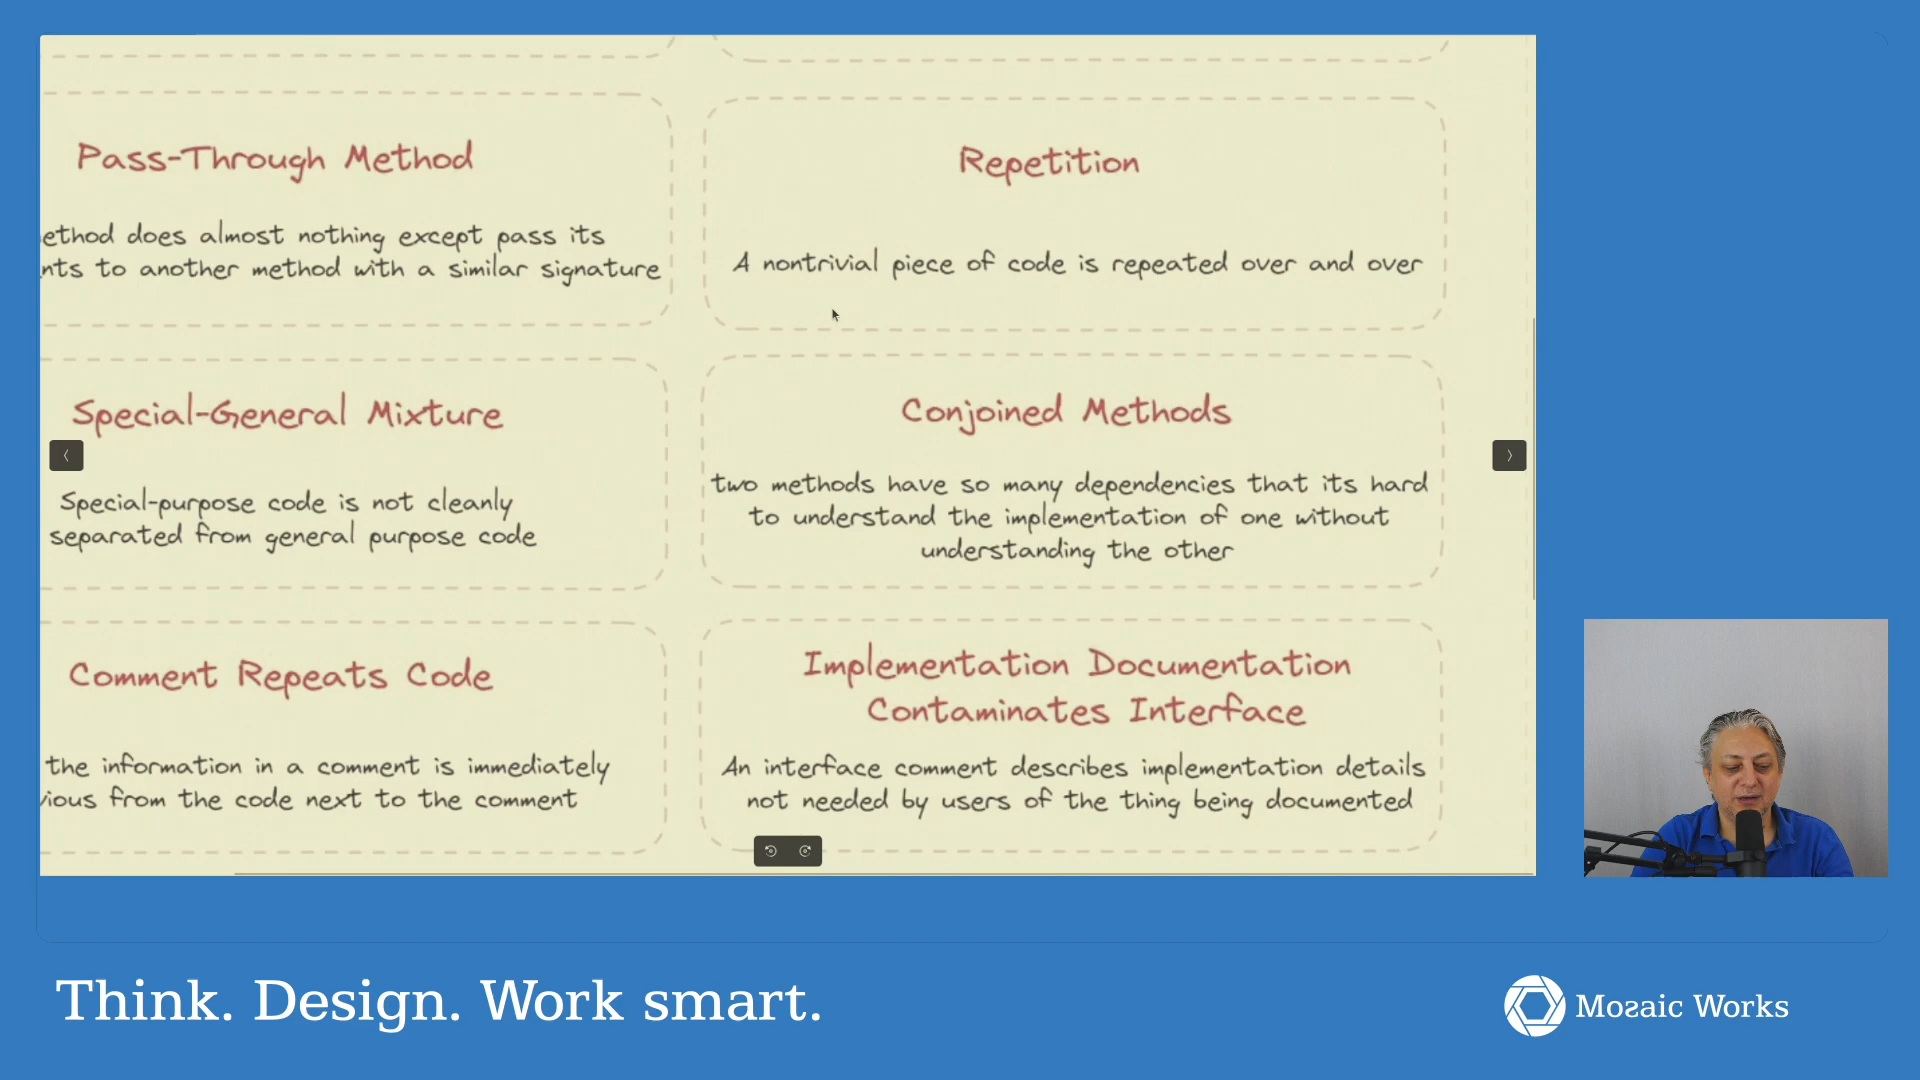 Pass-Through Method
ethod does almost nothing except pass its
nts to another method with a similar signature
Repetition
A nontrivial piece of code is repeated over and over
Special-General Mixture
Special-purpose code is not cleanly
separated from general purpose code
Conjoined Methods
two methods have so many dependencies that its hard
to understand the implementation of one without
understanding the other
Comment Repeats Code
the information in a comment is immediately
vious from the code next to the comment
Implementation Documentation
Contaminates Interface
An interface comment describes implementation details
not needed by users of the thing being documented
Think. Design. Work smart.
Mozaic Works